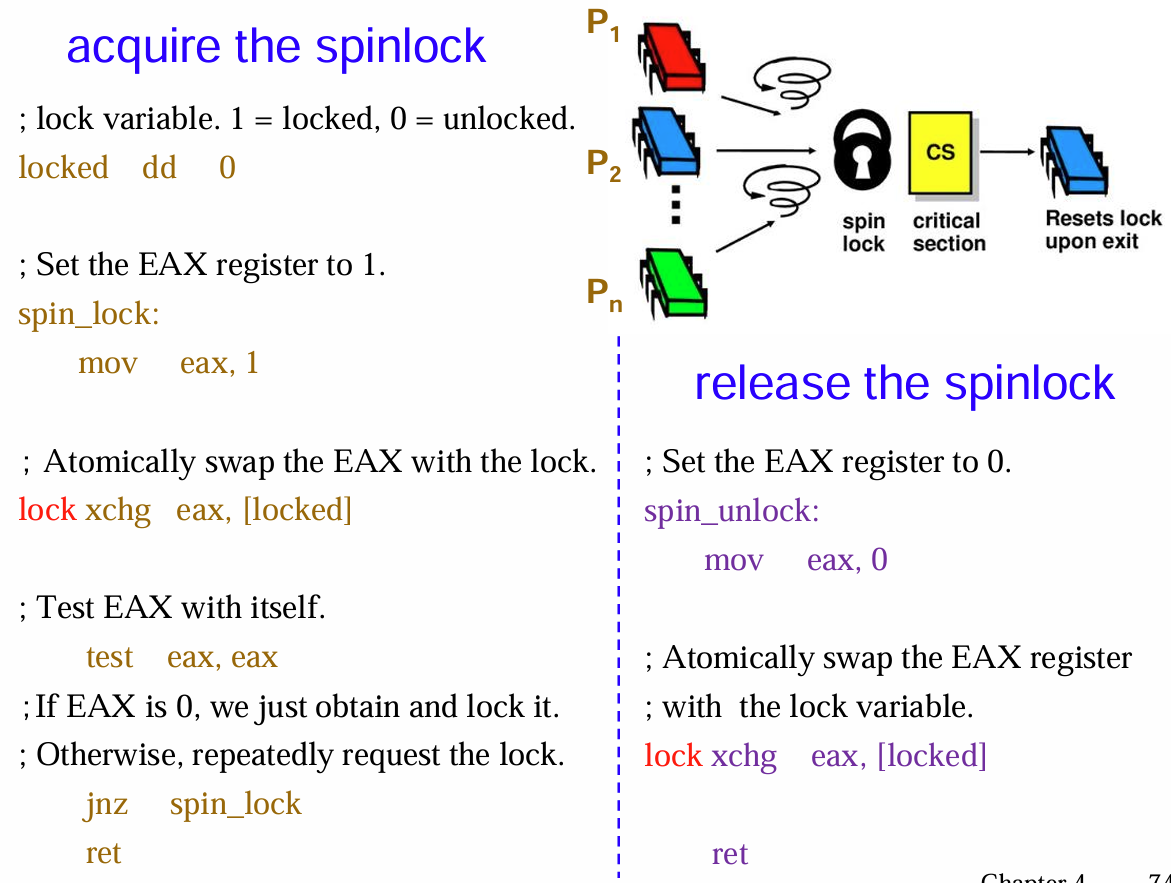 acquire the spinlock
; lock variable. 1 = locked, 0 = unlocked.
locked dd 0
; Set the EAX register to 1.
spin_lock:
mov eax, 1
; Atomically swap the EAX with the lock.
lock xchg eax, [locked]
; Test EAX with itself.
test eax, eax
; If EAX is 0, we just obtain and lock it.
; Otherwise, repeatedly request the lock.
jnz spin_lock
ret
P1
P2
Pn
spin
lock
CS
critical
section
Resets lock
upon exit
release the spinlock
; Set the EAX register to 0.
spin_unlock:
mov eax, 0
; Atomically swap the EAX register
; with the lock variable.
lock xchg eax, [locked]
ret
Chapter 4 74